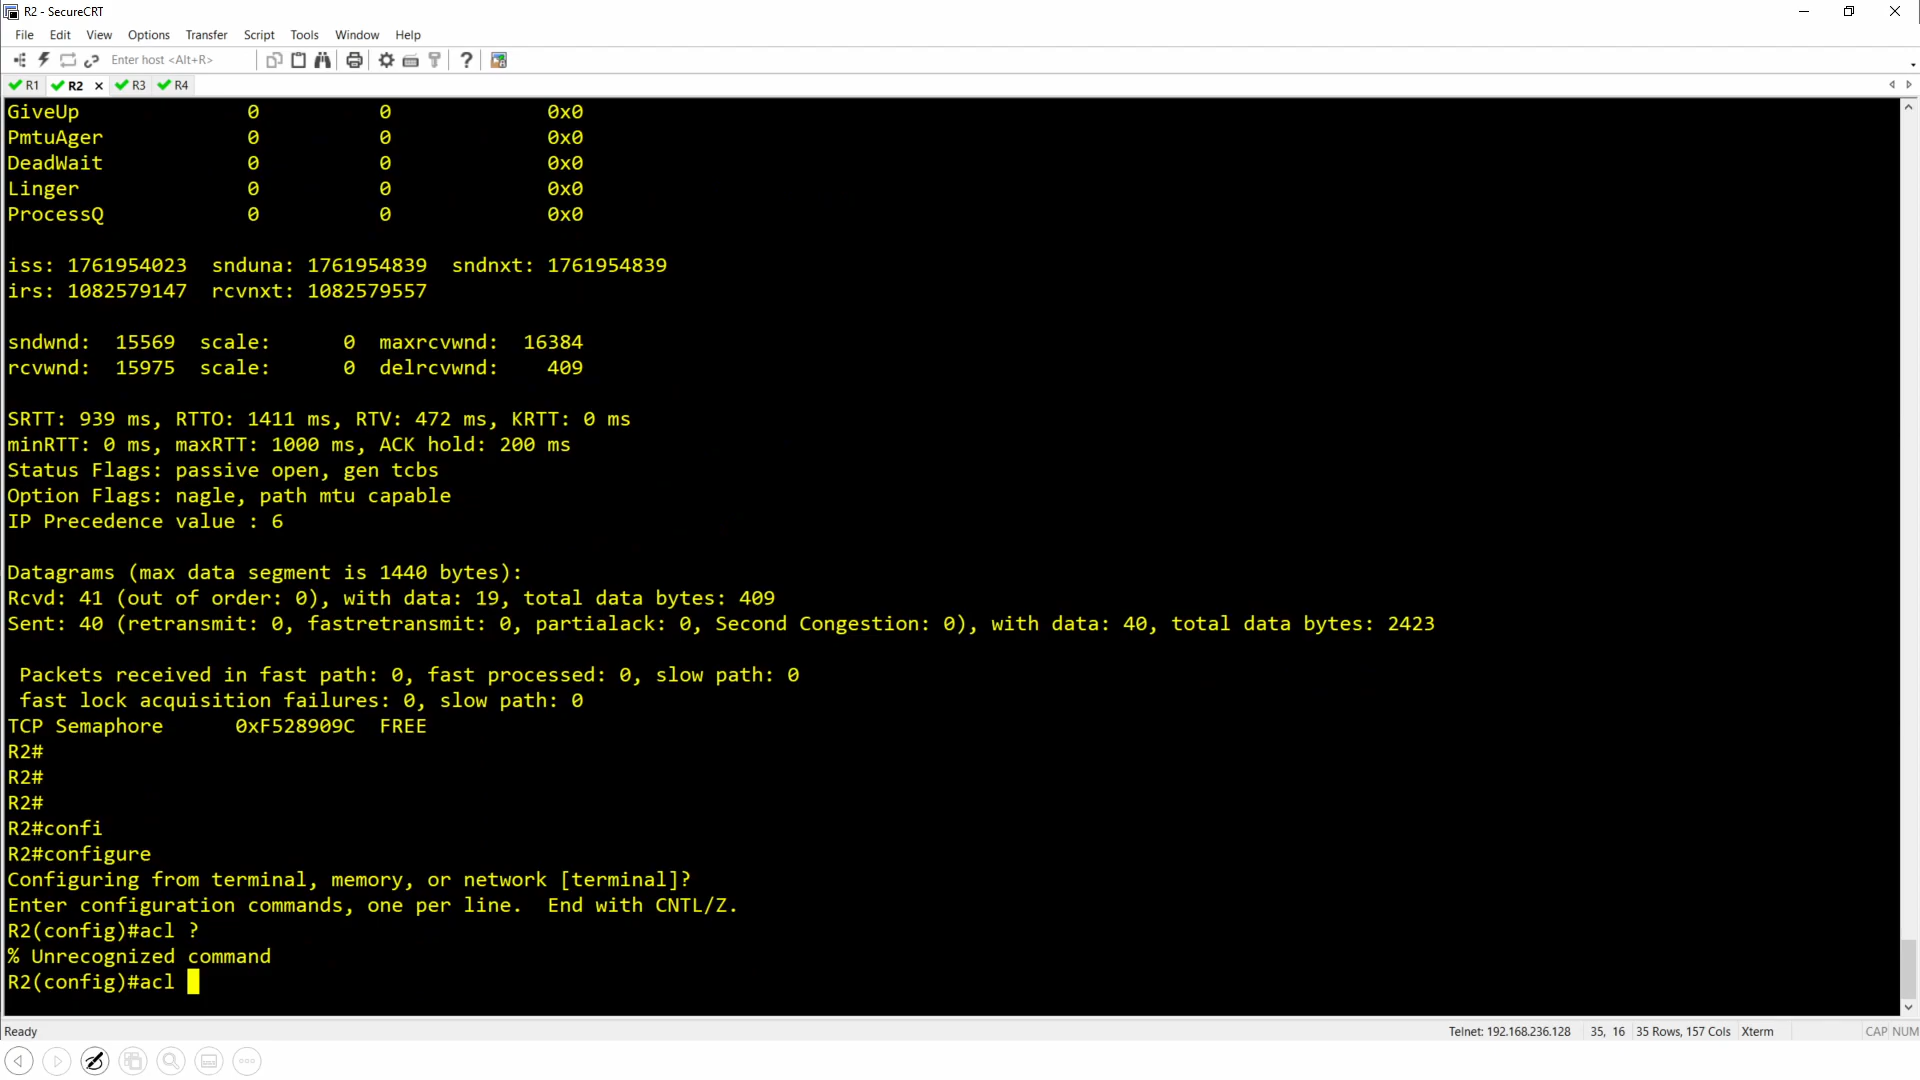 R2 - SecureCRT
File Edit View Options Transfer Script Tools Window Help
Enter host <Alt+R>
R1 R2 R3 R4
GiveUp 0 0 0x0
PmtuAger 0 0 0x0
DeadWait 0 0 0x0
Linger 0 0 0x0
ProcessQ 0 0 0x0
iss: 1761954023 snduna: 1761954839 sndnxt: 1761954839
irs: 1082579147 rcvnxt: 1082579557
sndwnd: 15569 scale: 0 maxrcvwnd: 16384
rcvwnd: 15975 scale: 0 delrcvwnd: 409
SRTT: 939 ms, RTTO: 1411 ms, RTV: 472 ms, KRTT: 0 ms
minRTT: 0 ms, maxRTT: 1000 ms, ACK hold: 200 ms
Status Flags: passive open, gen tcbs
Option Flags: nagle, path mtu capable
IP Precedence value : 6
Datagrams (max data segment is 1440 bytes):
Rcvd: 41 (out of order: 0), with data: 19, total data bytes: 409
Sent: 40 (retransmit: 0, fastretransmit: 0, partialack: 0, Second Congestion: 0), with data: 40, total data bytes: 2423
Packets received in fast path: 0, fast processed: 0, slow path: 0
fast lock acquisition failures: 0, slow path: 0
TCP Semaphore 0xF528909C FREE
R2#
R2#
R2#
R2#confi
R2#configure
Configuring from terminal, memory, or network [terminal]?
Enter configuration commands, one per line. End with CNTL/Z.
R2(config)#acl ?
% Unrecognized command
R2(config)#acl
Ready Telnet: 192.168.236.128 35, 16 35 Rows, 157 Cols Xterm CAP NUM